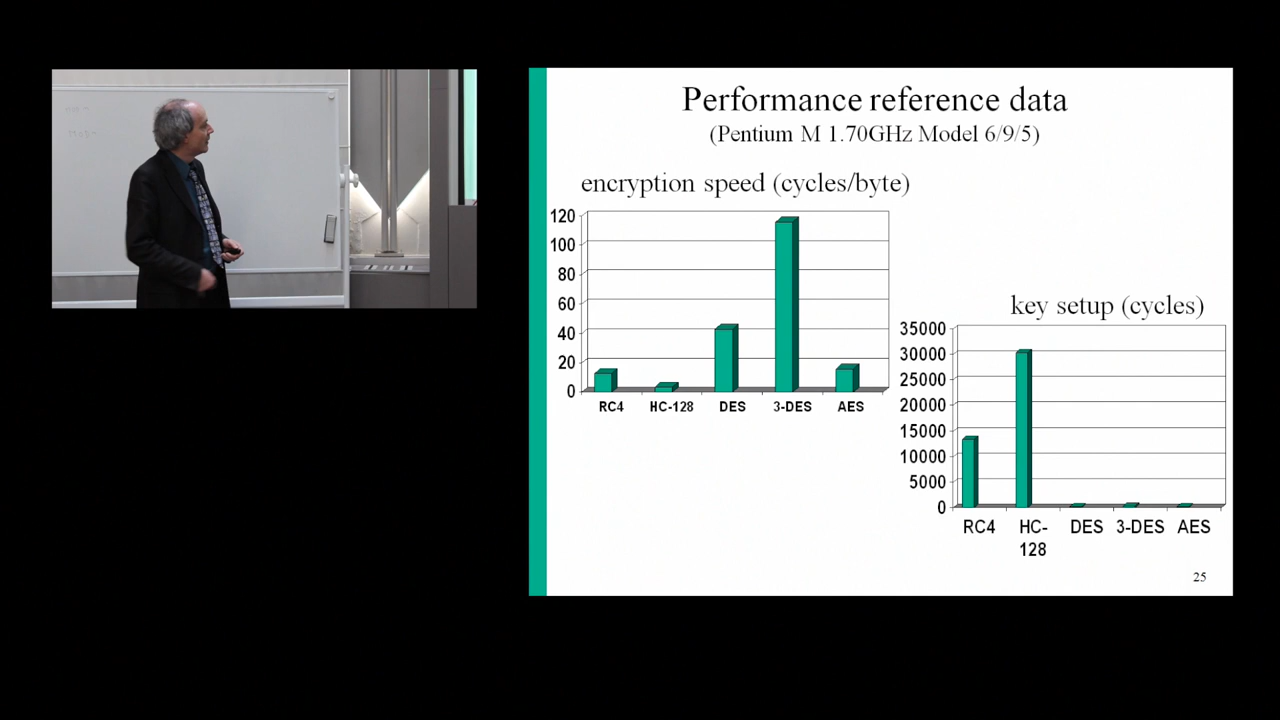 Performance reference data
(Pentium M 1.70GHz Model 6/9/5)
encryption speed (cycles/byte)
120
100
80
60
40
20
0
RC4 HC-128 DES 3-DES AES
key setup (cycles)
35000
30000
25000
20000
15000
10000
5000
0
RC4 HC- DES 3-DES AES
128
25